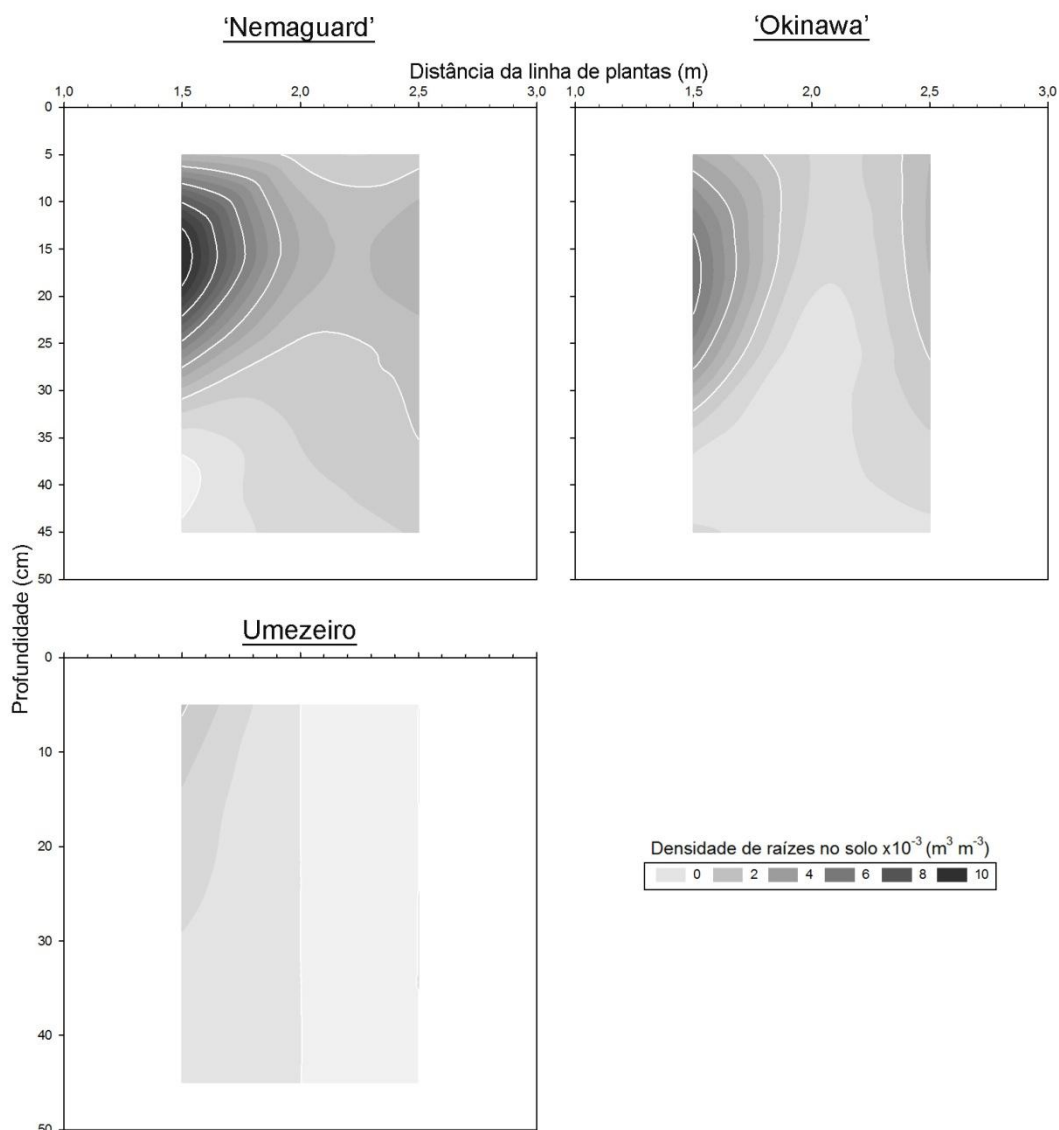 'Nemaguard'
'Okinawa'
Distância da linha de plantas (m)
1,0 1,5 2,0 2,5 3,0 1,0 1,5 2,0 2,5 3,0
0
5
10
15
20
25
30
35
40
45
50
Profundidade (cm)
Umezeiro
0
10
20
30
40
50
Densidade de raízes no solo x10⁻³ (m³ m⁻³)
0 2 4 6 8 10